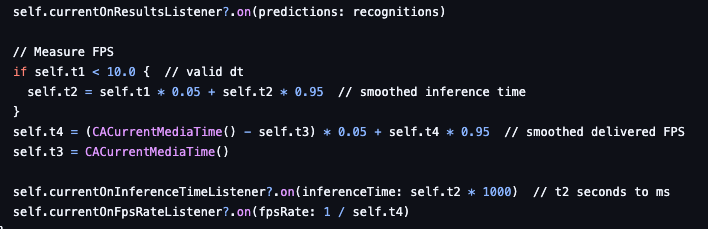 self.currentOnResultsListener?.on(predictions: recognitions)
// Measure FPS
if self.t1 < 10.0 {  // valid dt
  self.t2 = self.t1 * 0.05 + self.t2 * 0.95  // smoothed inference time
}
self.t4 = (CACurrentMediaTime() - self.t3) * 0.05 + self.t4 * 0.95  // smoothed delivered FPS
self.t3 = CACurrentMediaTime()
self.currentOnInferenceTimeListener?.on(inferenceTime: self.t2 * 1000)  // t2 seconds to ms
self.currentOnFpsRateListener?.on(fpsRate: 1 / self.t4)